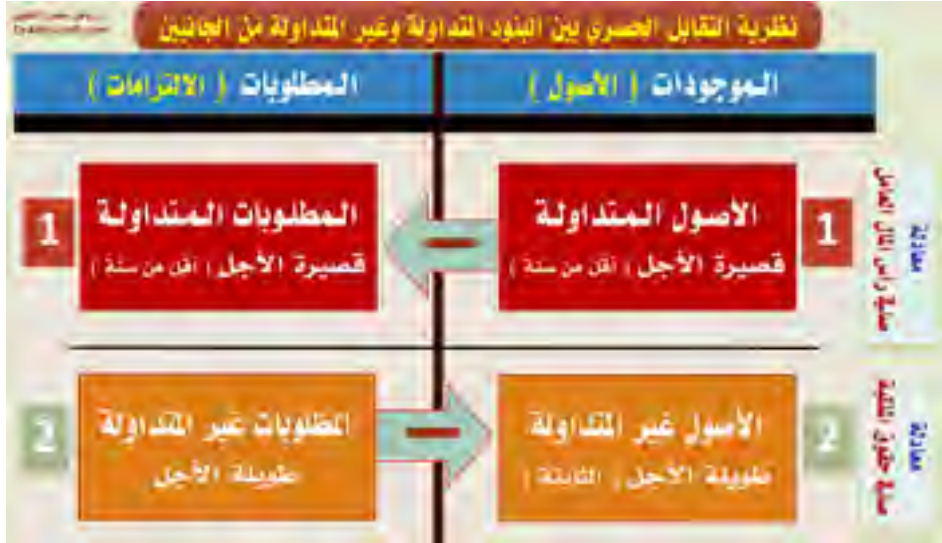 نظرية التقابل الحصري بين البنود المتداولة وغير المتداولة من الجانبين
الموجودات ( الأصول )
المطلوبات ( الالتزامات )
معادلة
صافي رأس المال العامل
1
الأصول المتداولة
قصيرة الأجل ( أقل من سنة )
المطلوبات المتداولة
قصيرة الأجل ( أقل من سنة )
1
معادلة
صافي حقوق الملكية
2
الأصول غير المتداولة
طويلة الأجل ( الثابتة )
المطلوبات غير المتداولة
طويلة الأجل
2